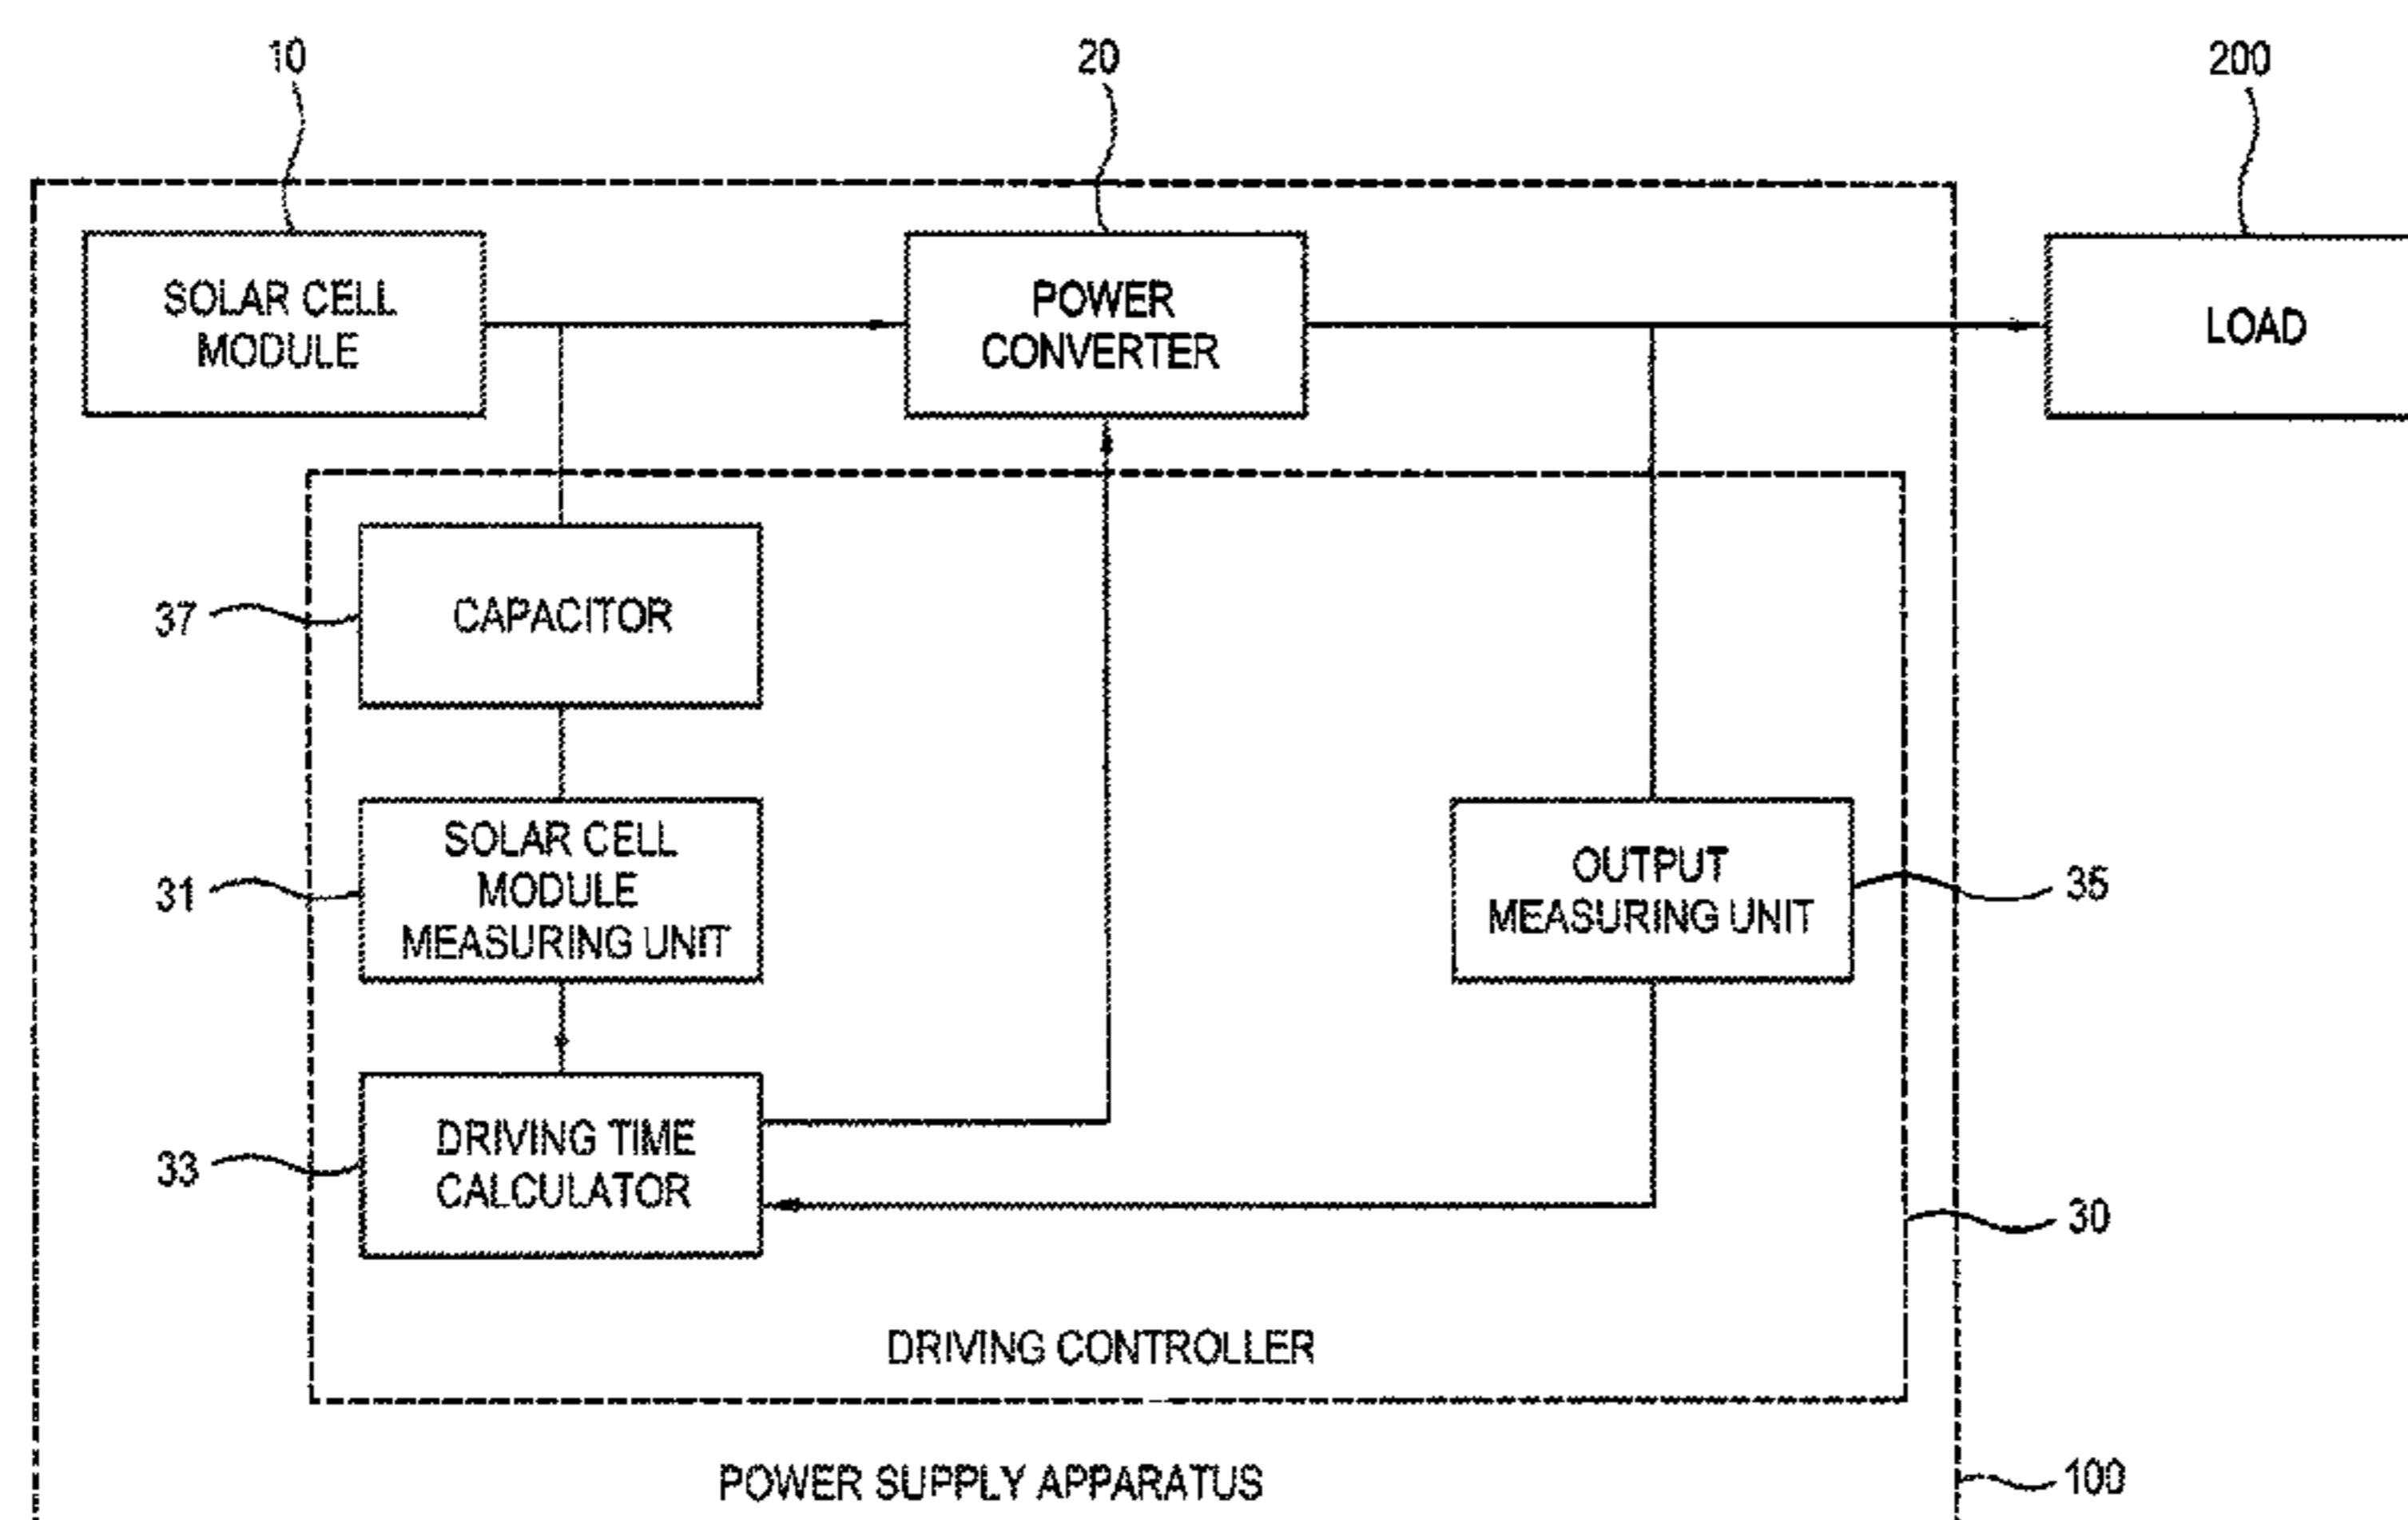 10
20
200
SOLAR CELL
MODULE
POWER
CONVERTER
LOAD
37
CAPACITOR
31
SOLAR CELL
MODULE
MEASURING UNIT
OUTPUT
MEASURING UNIT
35
33
DRIVING TIME
CALCULATOR
30
DRIVING CONTROLLER
POWER SUPPLY APPARATUS
100